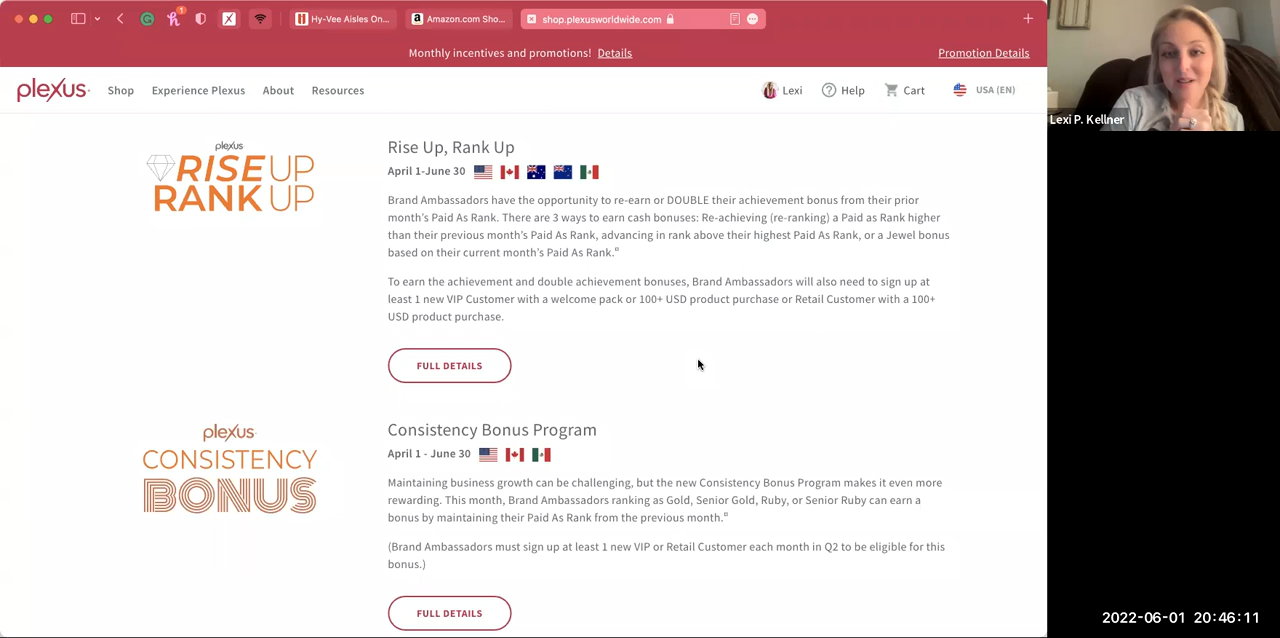 1
Hy-Vee Aisles On...
Amazon.com Sho...
shop.plexusworldwide.com
Monthly incentives and promotions! Details
Promotion Details
plexus
Shop
Experience Plexus
About
Resources
Lexi
Help
Cart
USA (EN)
Lexi P. Kellner
plexus
RISE UP
RANK UP
Rise Up, Rank Up
April 1-June 30
Brand Ambassadors have the opportunity to re-earn or DOUBLE their achievement bonus from their prior
month's Paid As Rank. There are 3 ways to earn cash bonuses: Re-achieving (re-ranking) a Paid as Rank higher
than their previous month's Paid As Rank, advancing in rank above their highest Paid As Rank, or a Jewel bonus
based on their current month's Paid As Rank.
To earn the achievement and double achievement bonuses, Brand Ambassadors will also need to sign up at
least 1 new VIP Customer with a welcome pack or 100+ USD product purchase or Retail Customer with a 100+
USD product purchase.
FULL DETAILS
plexus
CONSISTENCY
BONUS
Consistency Bonus Program
April 1 - June 30
Maintaining business growth can be challenging, but the new Consistency Bonus Program makes it even more
rewarding. This month, Brand Ambassadors ranking as Gold, Senior Gold, Ruby, or Senior Ruby can earn a
bonus by maintaining their Paid As Rank from the previous month.
(Brand Ambassadors must sign up at least 1 new VIP or Retail Customer each month in Q2 to be eligible for this
bonus.)
FULL DETAILS
2022-06-01 20:46:11